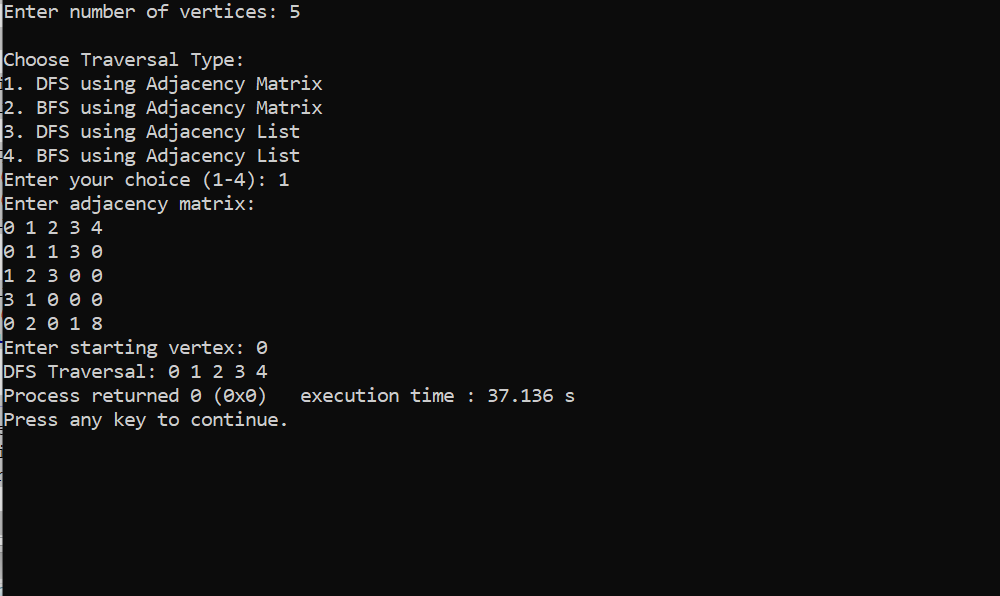 Enter number of vertices: 5
Choose Traversal Type:
1. DFS using Adjacency Matrix
2. BFS using Adjacency Matrix
3. DFS using Adjacency List
4. BFS using Adjacency List
Enter your choice (1-4): 1
Enter adjacency matrix:
0 1 2 3 4
0 1 1 3 0
1 2 3 0 0
3 1 0 0 0
0 2 0 1 8
Enter starting vertex: 0
DFS Traversal: 0 1 2 3 4
Process returned 0 (0x0)   execution time : 37.136 s
Press any key to continue.